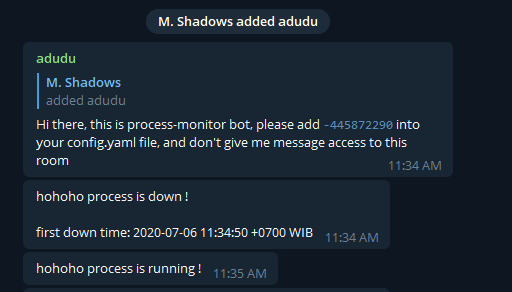 M. Shadows added adudu
adudu
M. Shadows
added adudu
Hi there, this is process-monitor bot, please add -445872290 into
your config.yaml file, and don't give me message access to this
room
11:34 AM
hohoho process is down !
first down time: 2020-07-06 11:34:50 +0700 WIB
11:34 AM
hohoho process is running !
11:35 AM